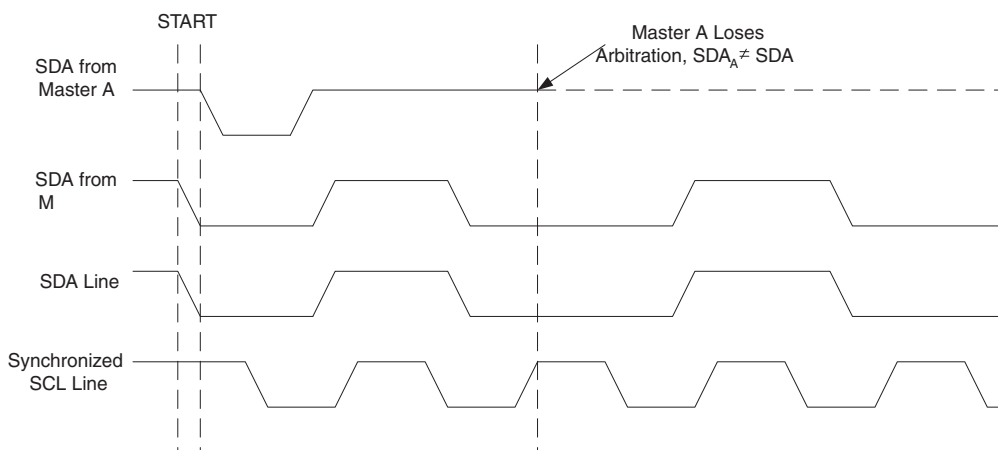 START
Master A Loses
Arbitration, SDA_A ≠ SDA
SDA from
Master A
SDA from
M
SDA Line
Synchronized
SCL Line